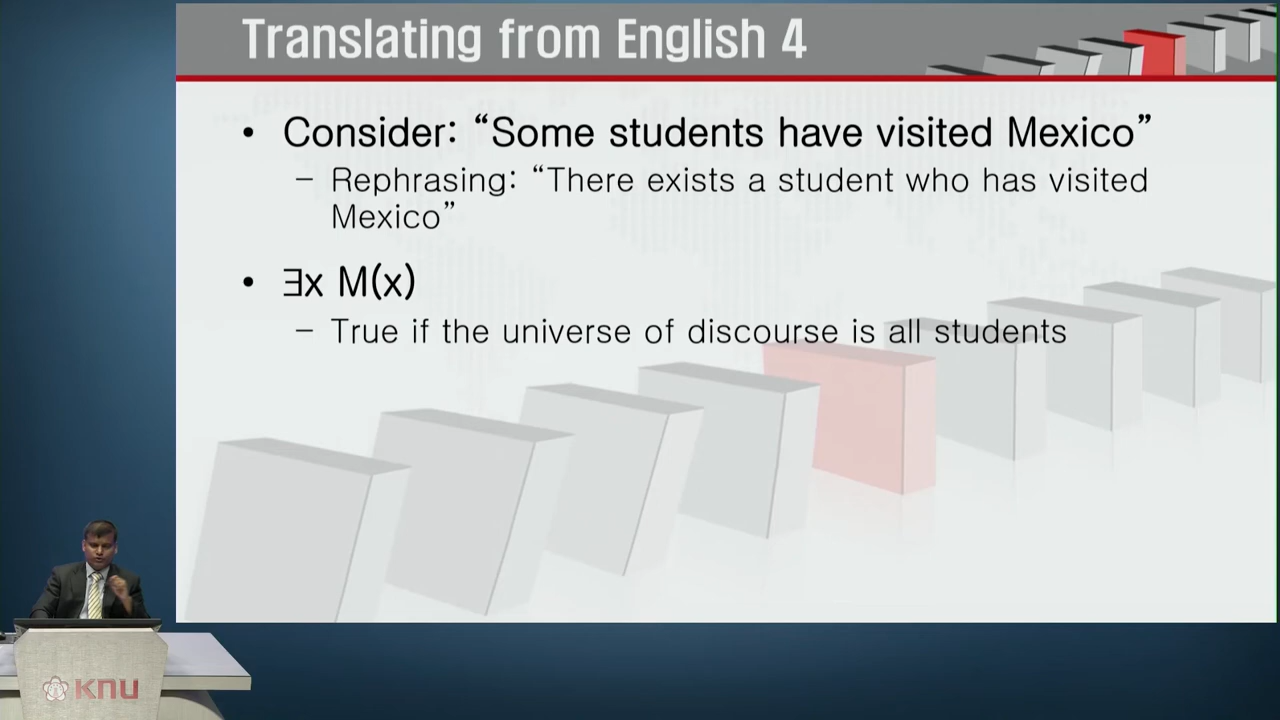 Translating from English 4
• Consider: “Some students have visited Mexico”
– Rephrasing: “There exists a student who has visited
Mexico”
• ∃x M(x)
– True if the universe of discourse is all students
KNU